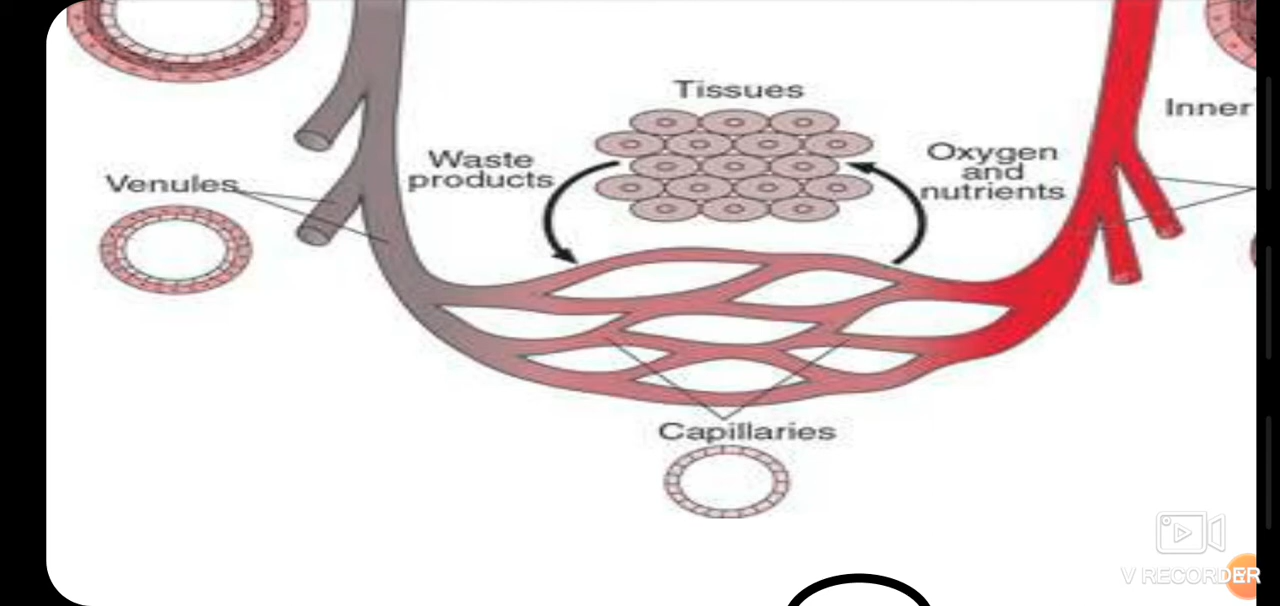 Tissues
Inner
Waste
products
Oxygen
and
nutrients
Venules
Capillaries
V RECORDER